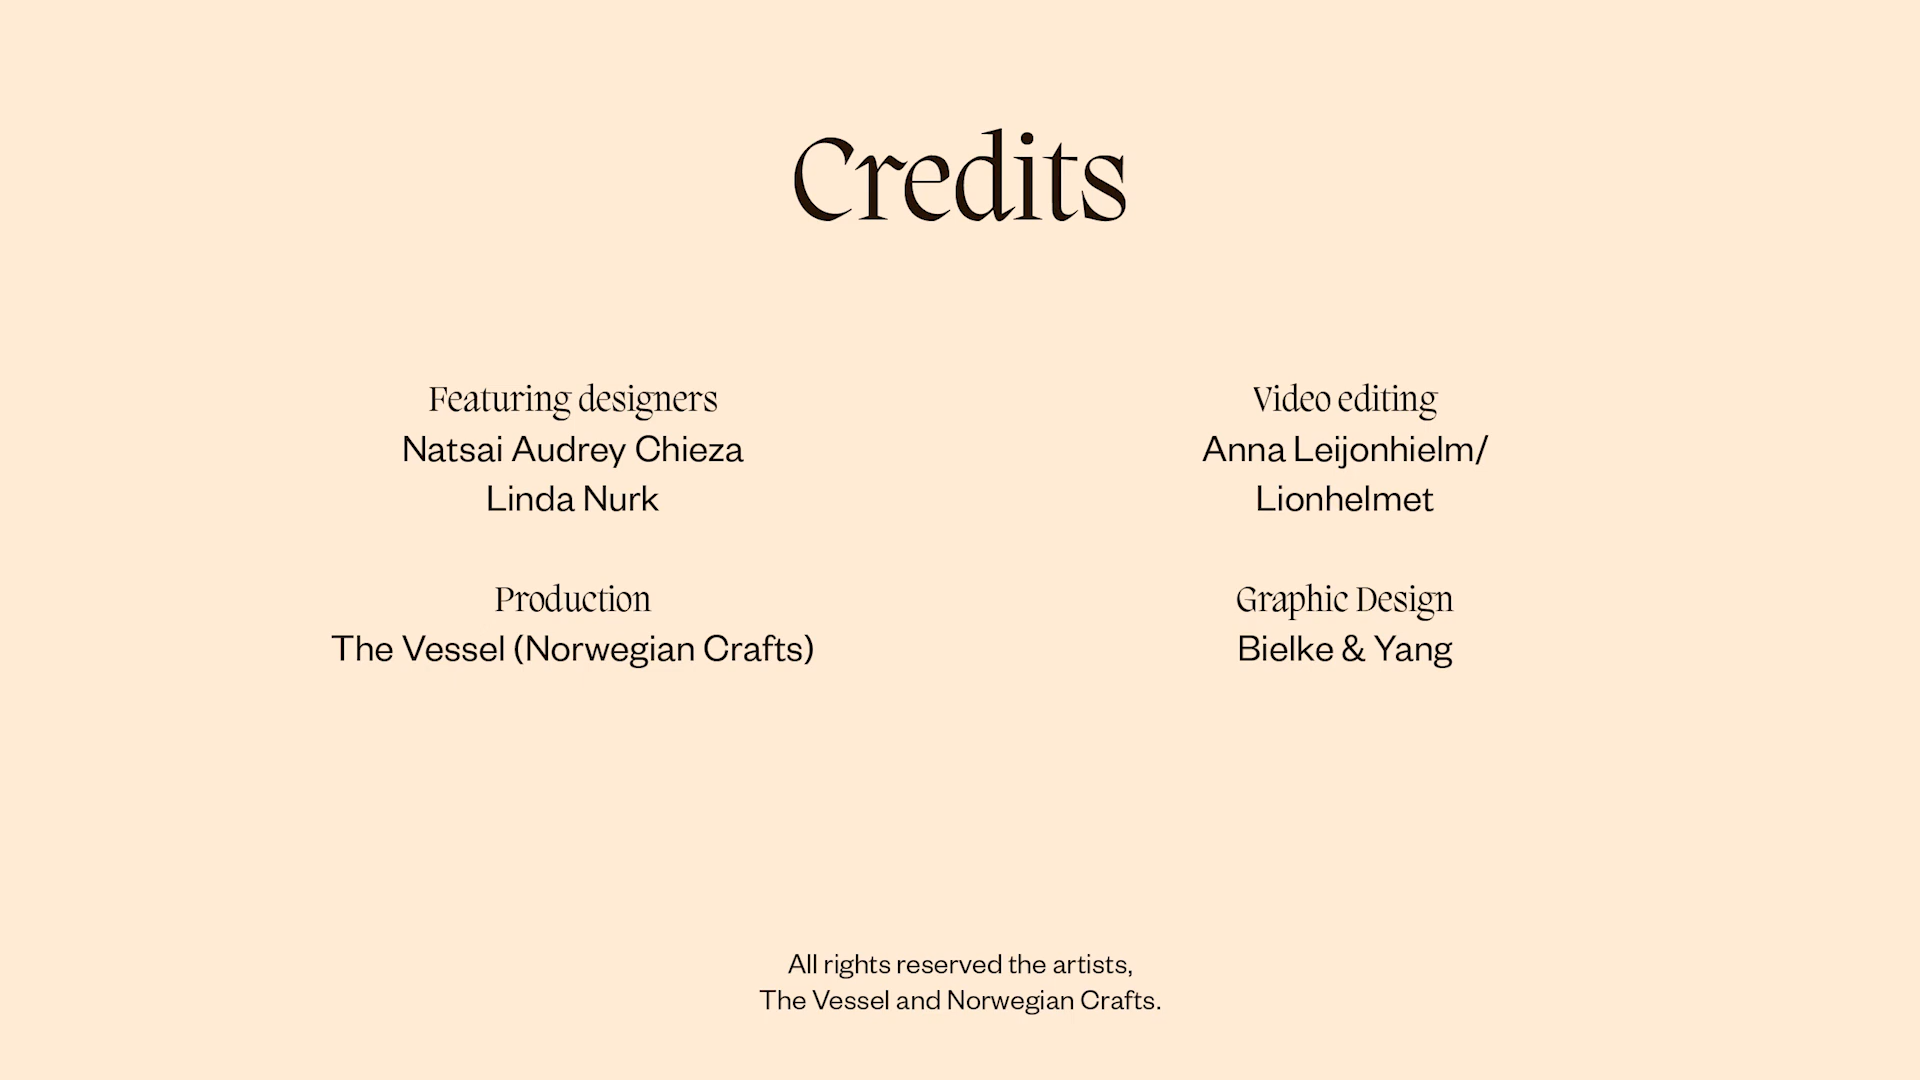 Credits
Featuring designers
Natsai Audrey Chieza
Linda Nurk
Production
The Vessel (Norwegian Crafts)
Video editing
Anna Leijonhielm/
Lionhelmet
Graphic Design
Bielke & Yang
All rights reserved the artists,
The Vessel and Norwegian Crafts.